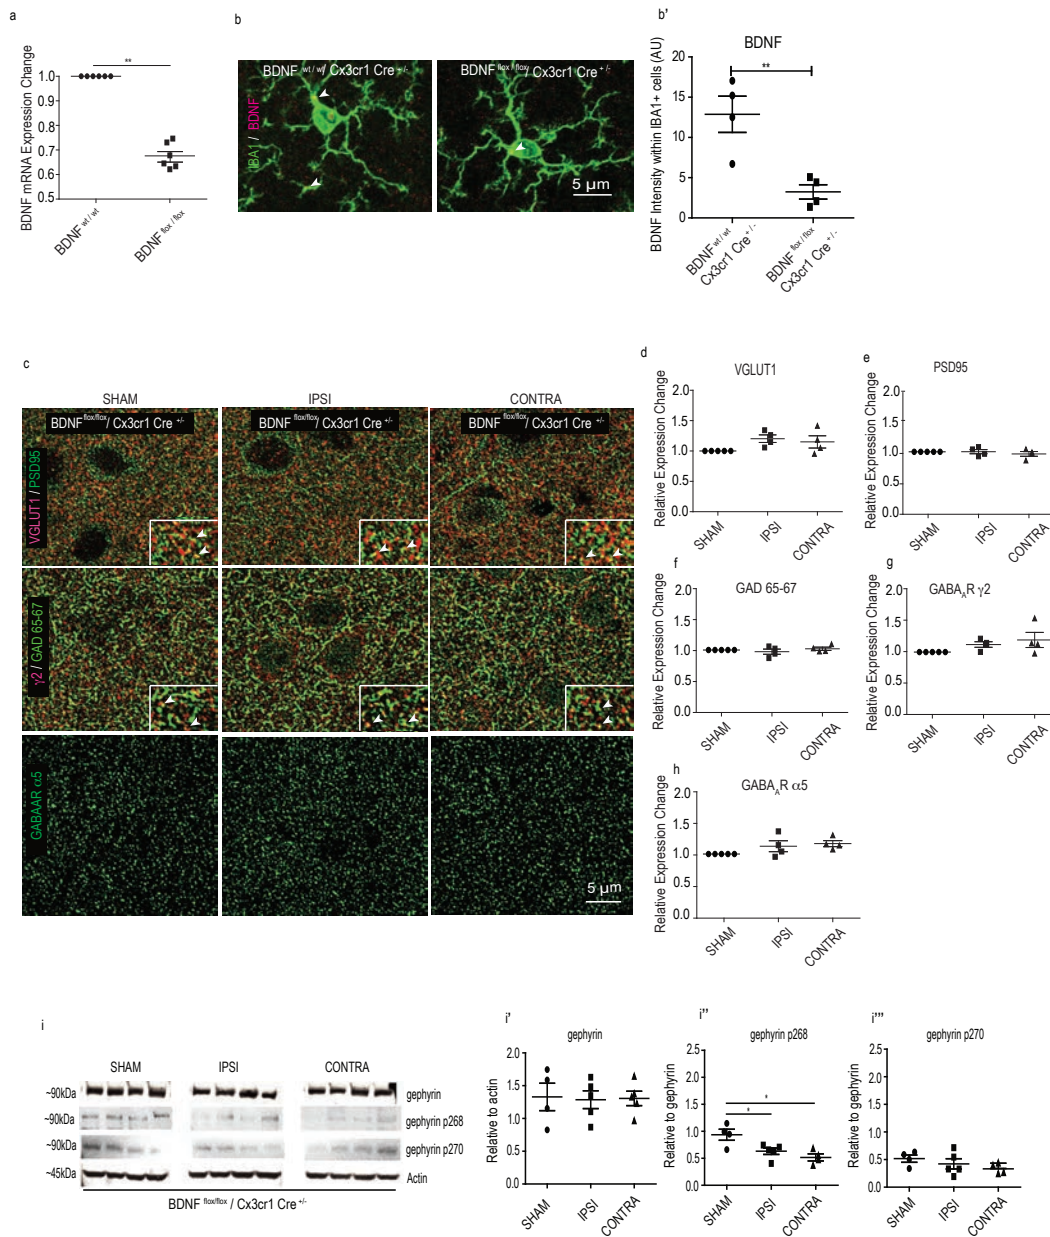 a
BDNF mRNA Expression Change
1.0
0.9
0.8
0.7
0.6
0.5
**
BDNF wt / wt
BDNF flox / flox
b
BDNF wt / wt/ Cx3cr1 Cre +/-
BDNF flox / flox/ Cx3cr1 Cre +/-
IBA1 / BDNF
5 µm
b'
BDNF
BDNF Intensity within IBA1+ cells (AU)
20
15
10
5
0
**
BDNF wt / wt
Cx3cr1 Cre + / -
BDNF flox / flox
Cx3cr1 Cre + / -
c
SHAM
IPSI
CONTRA
BDNF flox/flox/ Cx3cr1 Cre +/-
BDNF flox/flox/ Cx3cr1 Cre +/-
BDNF flox/flox/ Cx3cr1 Cre +/-
VGLUT1 / PSD95
γ2 / GAD 65-67
GABAAR α5
5 µm
d
VGLUT1
Relative Expression Change
2.0
1.5
1.0
0.5
0.0
SHAM
IPSI
CONTRA
e
PSD95
Relative Expression Change
2.0
1.5
1.0
0.5
0.0
SHAM
IPSI
CONTRA
f
GAD 65-67
Relative Expression Change
2.0
1.5
1.0
0.5
0.0
SHAM
IPSI
CONTRA
g
GABAAR γ2
Relative Expression Change
2.0
1.5
1.0
0.5
0.0
SHAM
IPSI
CONTRA
h
GABAAR α5
Relative Expression Change
2.0
1.5
1.0
0.5
0.0
SHAM
IPSI
CONTRA
i
SHAM
IPSI
CONTRA
~90kDa
gephyrin
~90kDa
gephyrin p268
~90kDa
gephyrin p270
~45kDa
Actin
BDNF flox/flox / Cx3cr1 Cre +/-
i'
gephyrin
Relative to actin
2.0
1.5
1.0
0.5
0.0
SHAM
IPSI
CONTRA
i''
gephyrin p268
Relative to gephyrin
2.5
2.0
1.5
1.0
0.5
0.0
*
*
SHAM
IPSI
CONTRA
i'''
gephyrin p270
Relative to gephyrin
2.5
2.0
1.5
1.0
0.5
0.0
SHAM
IPSI
CONTRA